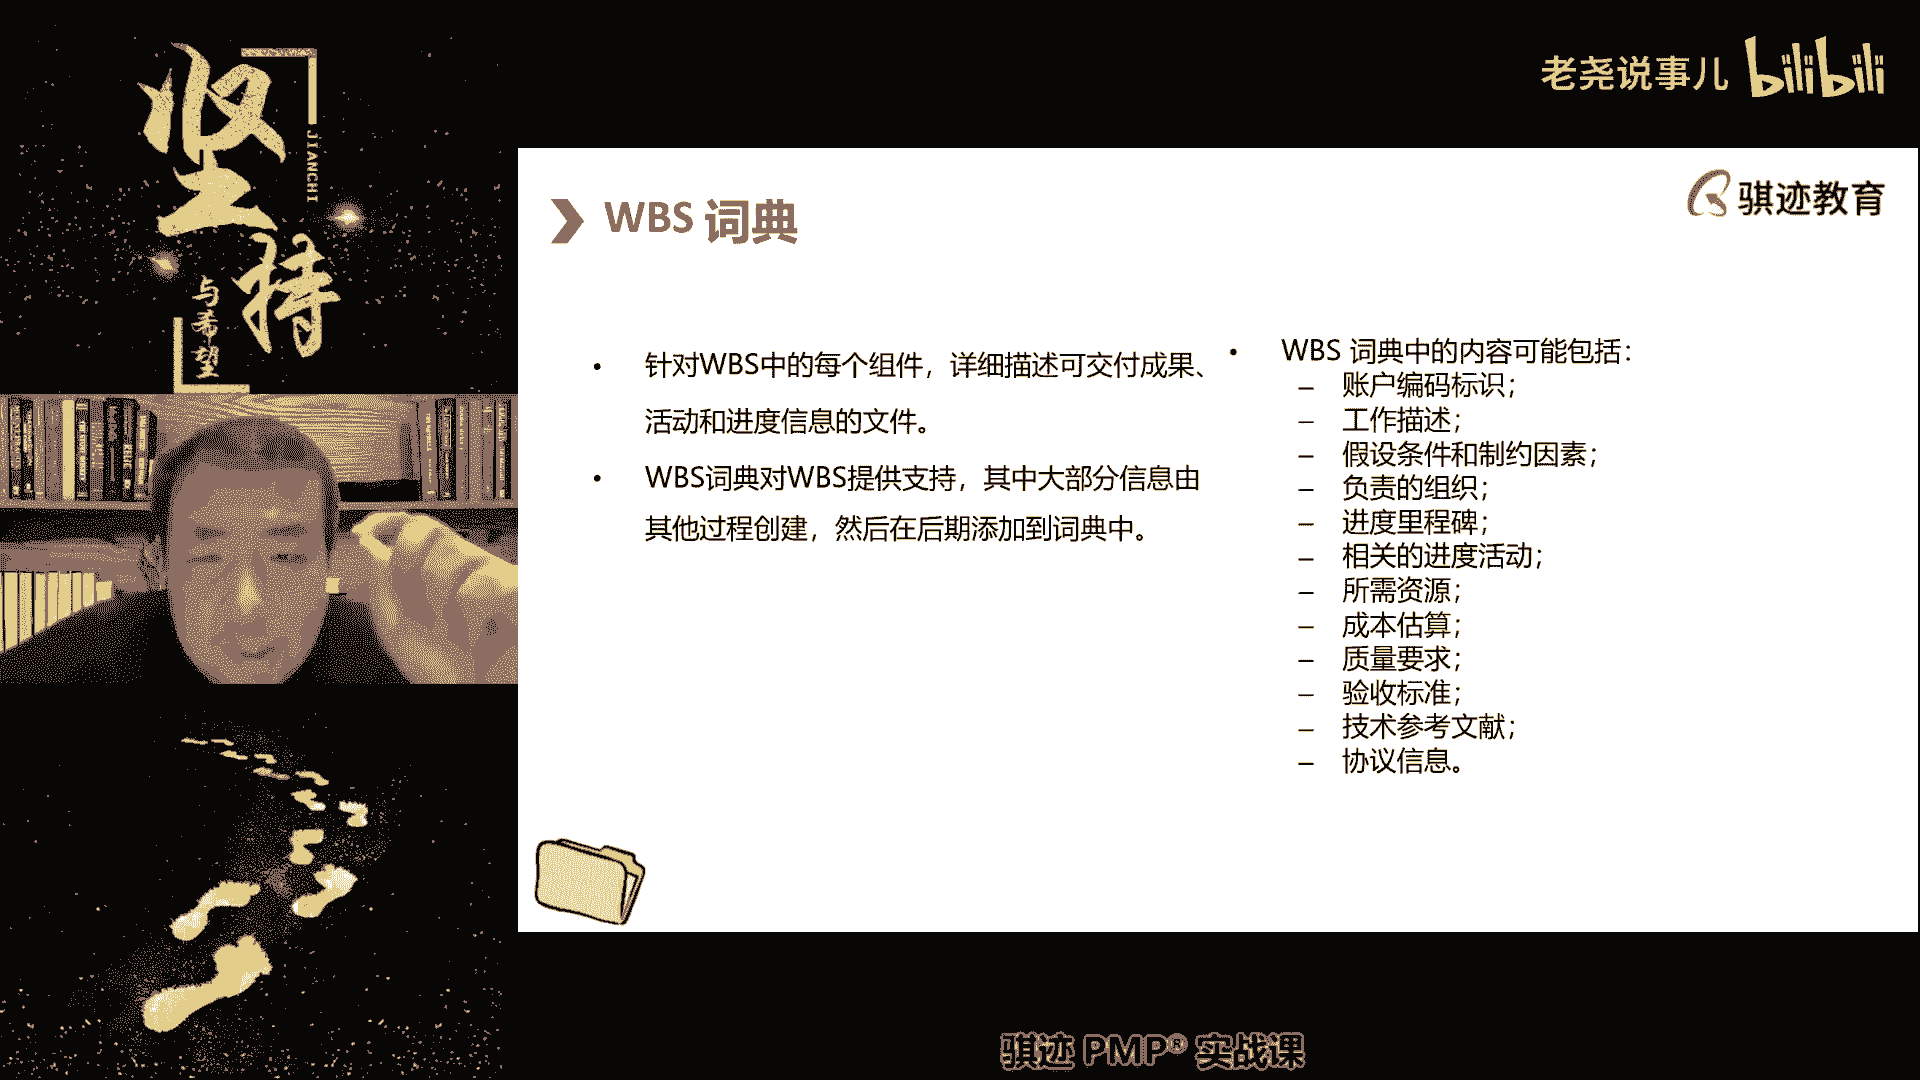 坚持
JIANCHI
与希望
老尧说事儿 bilibili
骐迹教育
WBS 词典
• 针对WBS中的每个组件，详细描述可交付成果、
活动和进度信息的文件。
• WBS词典对WBS提供支持，其中大部分信息由
其他过程创建，然后在后期添加到词典中。
• WBS 词典中的内容可能包括：
– 账户编码标识；
– 工作描述；
– 假设条件和制约因素；
– 负责的组织；
– 进度里程碑；
– 相关的进度活动；
– 所需资源；
– 成本估算；
– 质量要求；
– 验收标准；
– 技术参考文献；
– 协议信息。
骐迹 PMP® 实战课